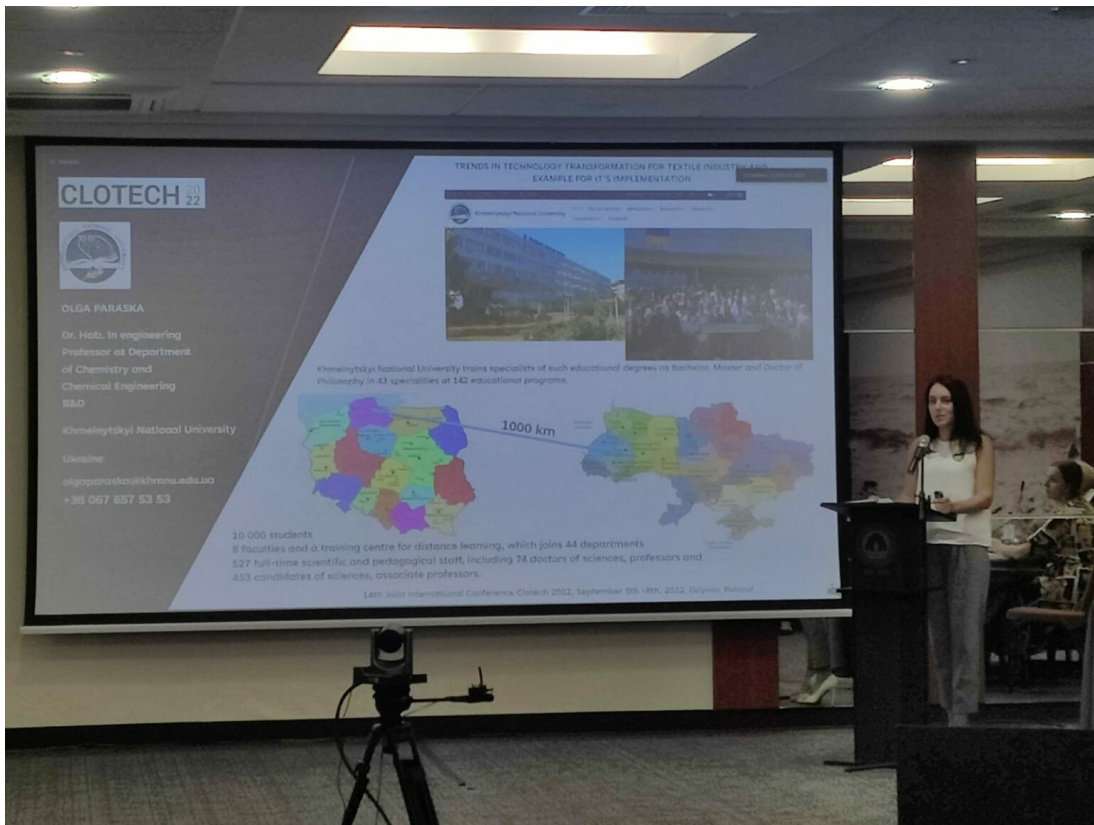 CLOTECH 20
22
OLGA PARASKA
Dr. Hab. In engineering
Professor at Department
of Chemistry and
Chemical Engineering
R&D
Khmelnytskyi National University
Ukraine
olgaparaska@khmnu.edu.ua
+38 067 857 53 53
TRENDS IN TECHNOLOGY TRANSFORMATION FOR TEXTILE INDUSTRY AND
EXAMPLE FOR IT'S IMPLEMENTATION
Khmelnytskyi National University
Khmelnytskyi National University trains specialists of such educational degrees as Bachelor, Master and Doctor of
Philosophy in 43 specialities at 142 educational programs.
1000 km
10 000 students
8 faculties and a training centre for distance learning, which joins 44 departments
527 full-time scientific and pedagogical staff, including 74 doctors of sciences, professors and
453 candidates of sciences, associate professors.
14th Joint International Conference Clotech 2022, September 5th -8th, 2022, Gdynia, Poland